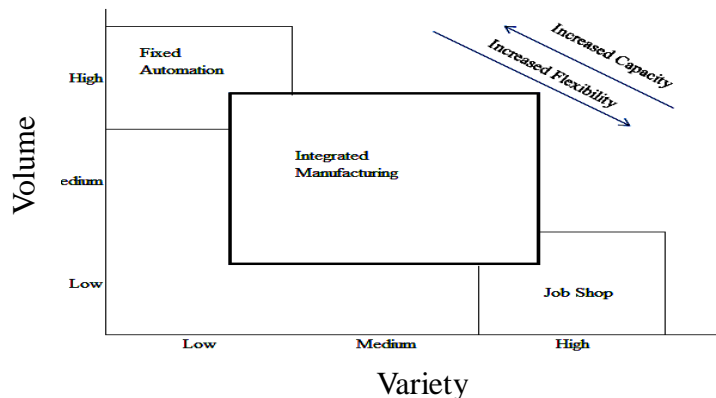 Fixed
Automation
Increased Capacity
Increased Flexibility
High
Volume
Integrated
Manufacturing
edium
Low
Job Shop
Low
Medium
High
Variety